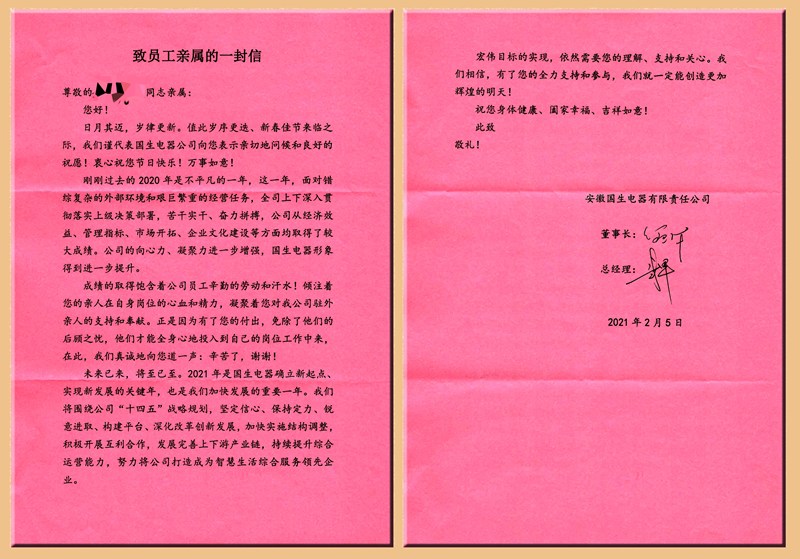 致员工亲属的一封信
尊敬的 同志亲属：
您好！
日月其迈，岁律更新。值此岁序更迭、新春佳节来临之
际，我们谨代表国生电器公司向您表示亲切地问候和良好的
祝愿！衷心祝您节日快乐！万事如意！
刚刚过去的 2020 年是不平凡的一年，这一年，面对错
综复杂的外部环境和艰巨繁重的经营任务，全司上下深入贯
彻落实上级决策部署，苦干实干、奋力拼搏，公司从经济效
益、管理指标、市场开拓、企业文化建设等方面均取得了较
大成绩。公司的向心力、凝聚力进一步增强，国生电器形象
得到进一步提升。
成绩的取得饱含着公司员工辛勤的劳动和汗水！倾注着
您的亲人在自身岗位的心血和精力，凝聚着您对我公司驻外
亲人的支持和奉献。正是因为有了您的付出，免除了他们的
后顾之忧，他们才能全身心地投入到自己的岗位工作中来，
在此，我们真诚地向您道一声：辛苦了，谢谢！
未来已来，将至已至。2021 年是国生电器确立新起点、
实现新发展的关键年，也是我们加快发展的重要一年。我们
将围绕公司“十四五”战略规划，坚定信心、保持定力、锐
意进取、构建平台、深化改革创新发展，加快实施结构调整，
积极开展互利合作，发展完善上下游产业链，持续提升综合
运营能力，努力将公司打造成为智慧生活综合服务领先企
业。
宏伟目标的实现，依然需要您的理解、支持和关心。我
们相信，有了您的全力支持和参与，我们就一定能创造更加
辉煌的明天！
祝您身体健康、阖家幸福、吉祥如意！
此致
敬礼！
安徽国生电器有限责任公司
董事长：
总经理：
2021 年 2 月 5 日